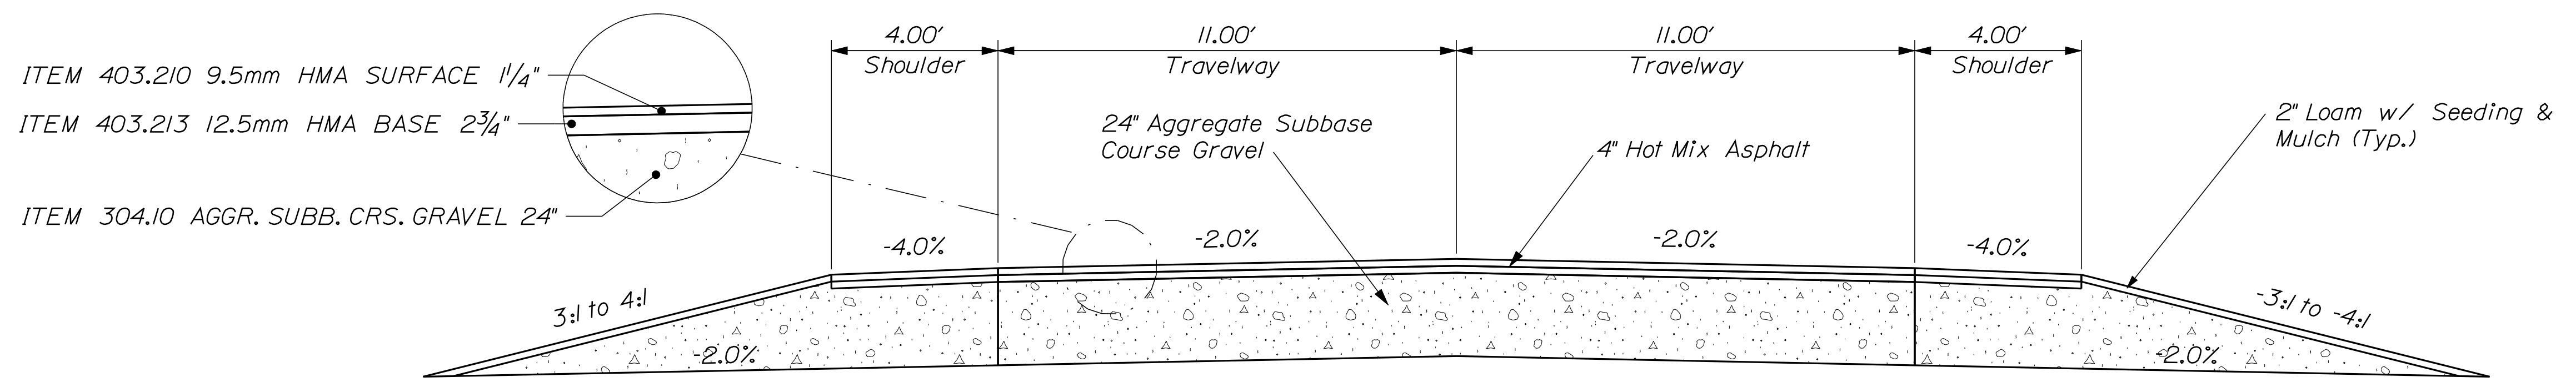 4.00'
11.00'
11.00'
4.00'
Shoulder
Travelway
Travelway
Shoulder
ITEM 403.210 9.5mm HMA SURFACE 1 1/4"
ITEM 403.213 12.5mm HMA BASE 2 3/4"
ITEM 304.10 AGGR. SUBB. CRS. GRAVEL 24"
24" Aggregate Subbase
Course Gravel
4" Hot Mix Asphalt
2" Loam w/ Seeding &
Mulch (Typ.)
-4.0%
-2.0%
-2.0%
-4.0%
3:1 to 4:1
-3:1 to -4:1
-2.0%
-2.0%